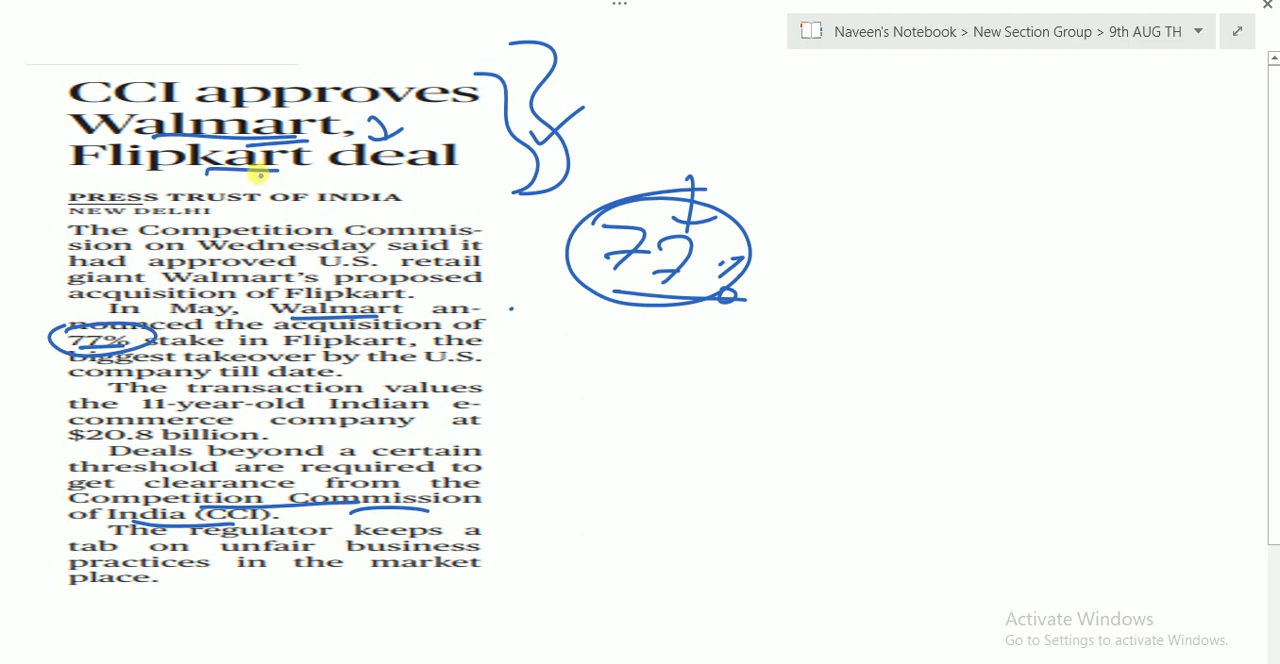 Naveen's Notebook > New Section Group > 9th AUG TH
CCI approves
Walmart,
Flipkart deal
PRESS TRUST OF INDIA
NEW DELHI
The Competition Commis-
sion on Wednesday said it
had approved U.S. retail
giant Walmart's proposed
acquisition of Flipkart.
In May, Walmart an-
nounced the acquisition of
77% stake in Flipkart, the
biggest takeover by the U.S.
company till date.
The transaction values
the 11-year-old Indian e-
commerce company at
$20.8 billion.
Deals beyond a certain
threshold are required to
get clearance from the
Competition Commission
of India (CCI).
The regulator keeps a
tab on unfair business
practices in the market
place.
77%
Activate Windows
Go to Settings to activate Windows.